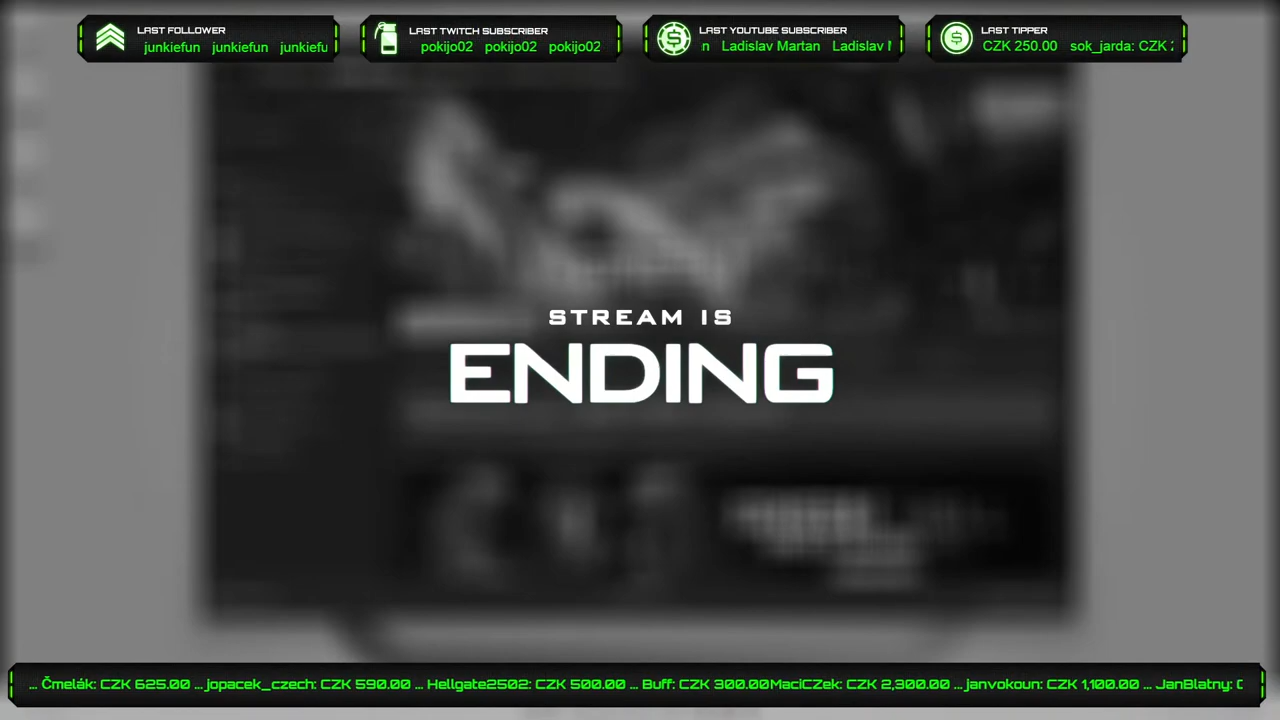 LAST FOLLOWER
junkiefun junkiefun junkiefu
LAST TWITCH SUBSCRIBER
pokijo02 pokijo02 pokijo02
LAST YOUTUBE SUBSCRIBER
n Ladislav Martan Ladislav
LAST TIPPER
CZK 250.00 sok_jarda: CZK
STREAM IS
ENDING
... Čmelák: CZK 625.00 ... jopacek_czech: CZK 590.00 ... Hellgate2502: CZK 500.00 ... Buff: CZK 300.00MaciCZek: CZK 2,300.00 ... janvokoun: CZK 1,100.00 ... JanBlatny: